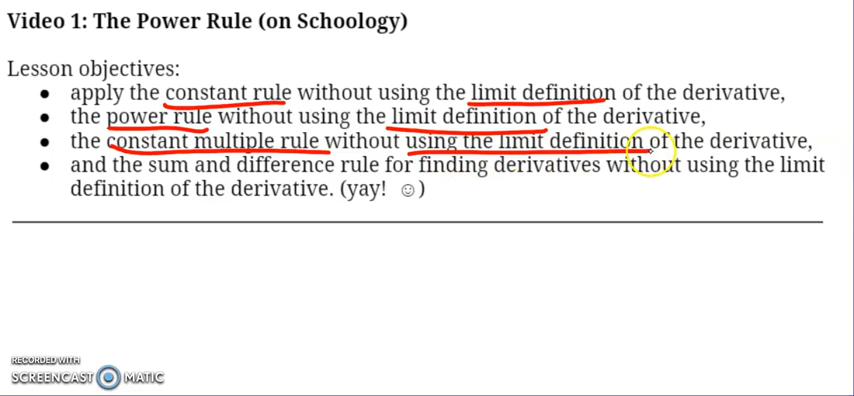 Video 1: The Power Rule (on Schoology)
Lesson objectives:
● apply the constant rule without using the limit definition of the derivative,
● the power rule without using the limit definition of the derivative,
● the constant multiple rule without using the limit definition of the derivative,
● and the sum and difference rule for finding derivatives without using the limit
definition of the derivative. (yay! ☺)
RECORDED WITH
SCREENCAST MATIC